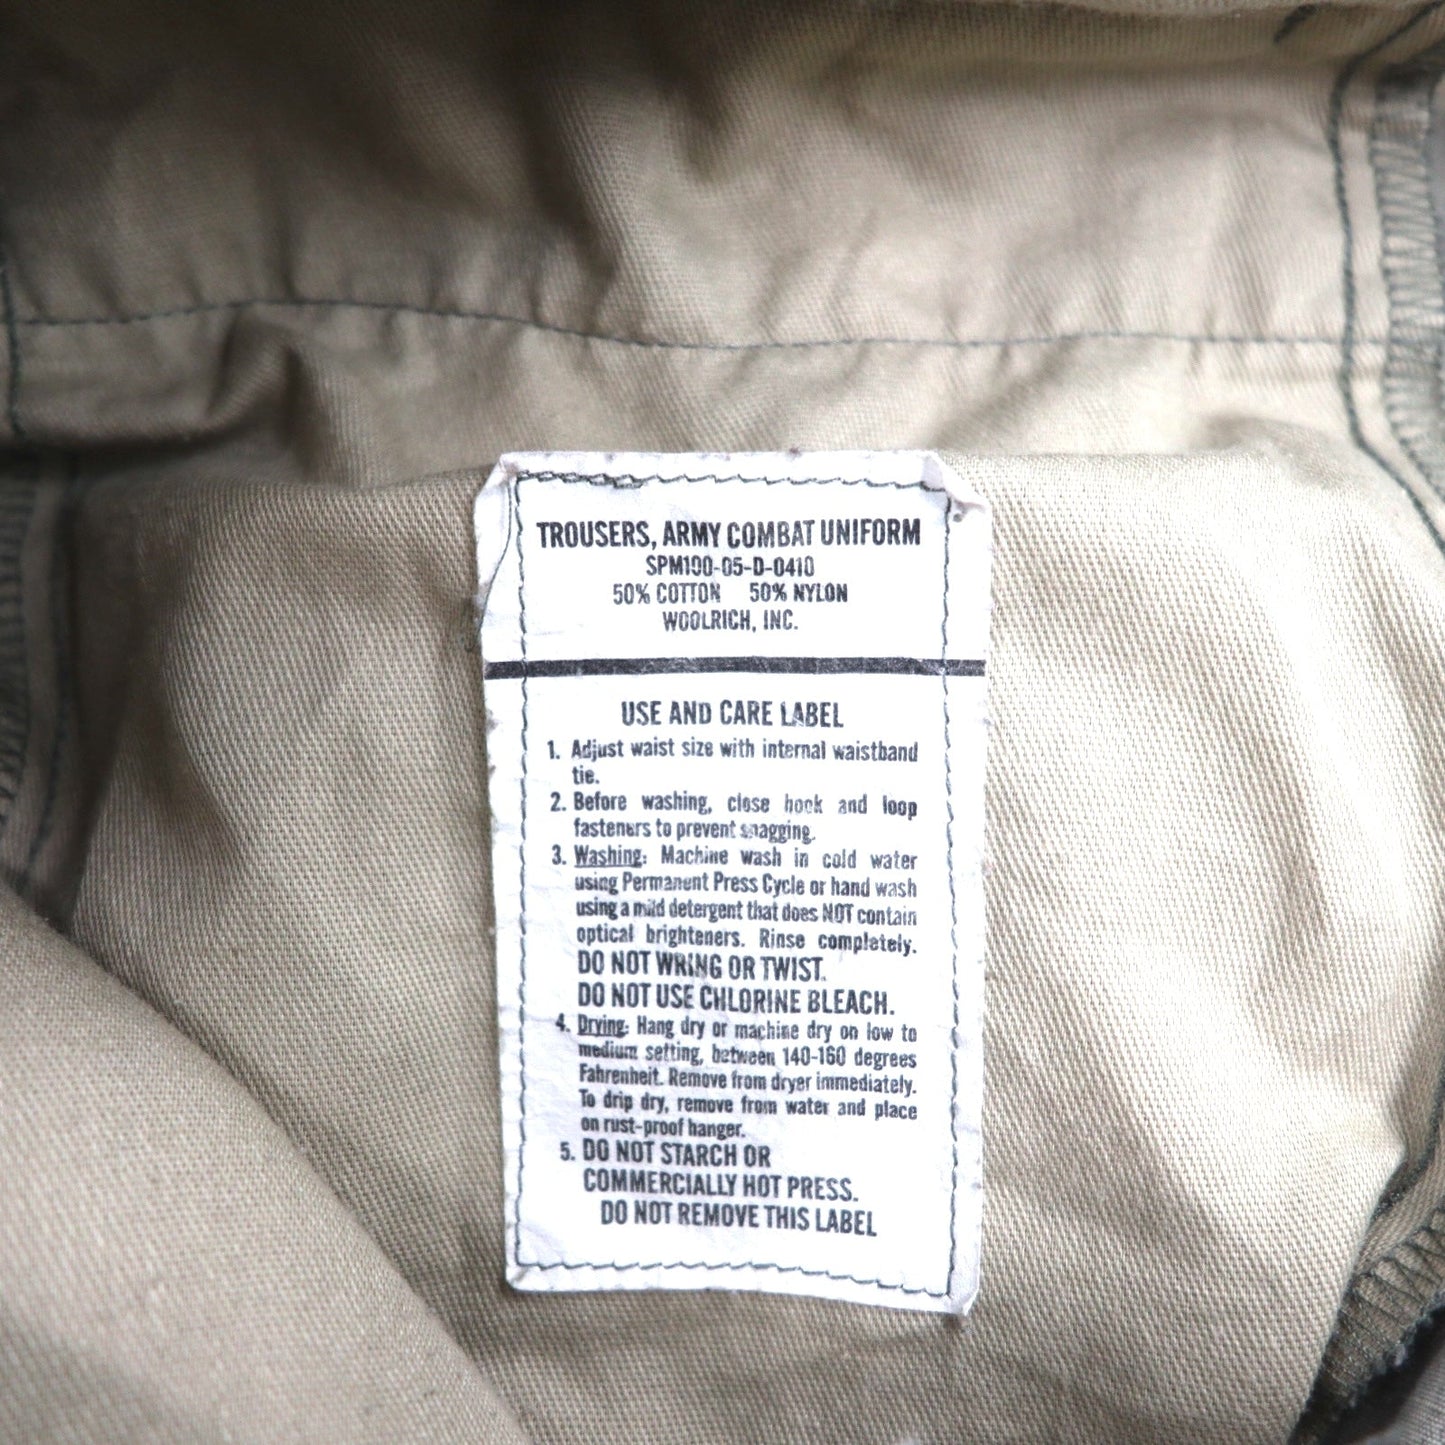 TROUSERS, ARMY COMBAT UNIFORM
SPM100-05-D-0410
50% COTTON 50% NYLON
WOOLRICH, INC.
USE AND CARE LABEL
1. Adjust waist size with internal waistband
tie.
2. Before washing, close hook and loop
fasteners to prevent snagging.
3. Washing: Machine wash in cold water
using Permanent Press Cycle or hand wash
using a mild detergent that does NOT contain
optical brighteners. Rinse completely.
DO NOT WRING OR TWIST.
DO NOT USE CHLORINE BLEACH.
4. Drying: Hang dry or machine dry on low to
medium setting, between 140-160 degrees
Fahrenheit. Remove from dryer immediately.
To drip dry, remove from water and place
on rust-proof hanger.
5. DO NOT STARCH OR
COMMERCIALLY HOT PRESS.
DO NOT REMOVE THIS LABEL